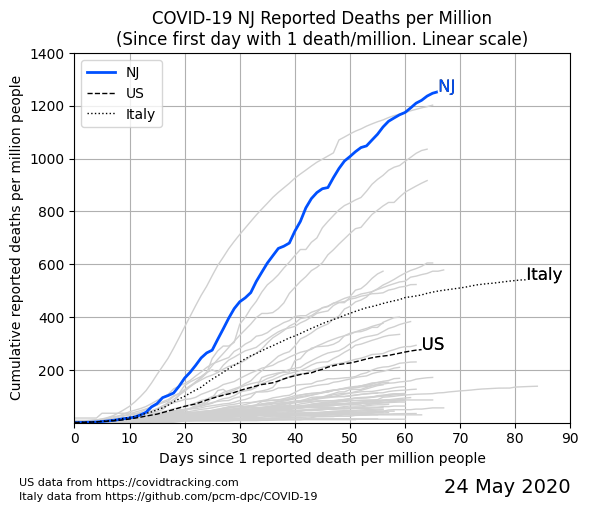 COVID-19 NJ Reported Deaths per Million
(Since first day with 1 death/million. Linear scale)
Cumulative reported deaths per million people
1400
1200
1000
800
600
400
200
NJ
US
Italy
NJ
Italy
US
0 10 20 30 40 50 60 70 80 90
Days since 1 reported death per million people
US data from https://covidtracking.com
Italy data from https://github.com/pcm-dpc/COVID-19
24 May 2020